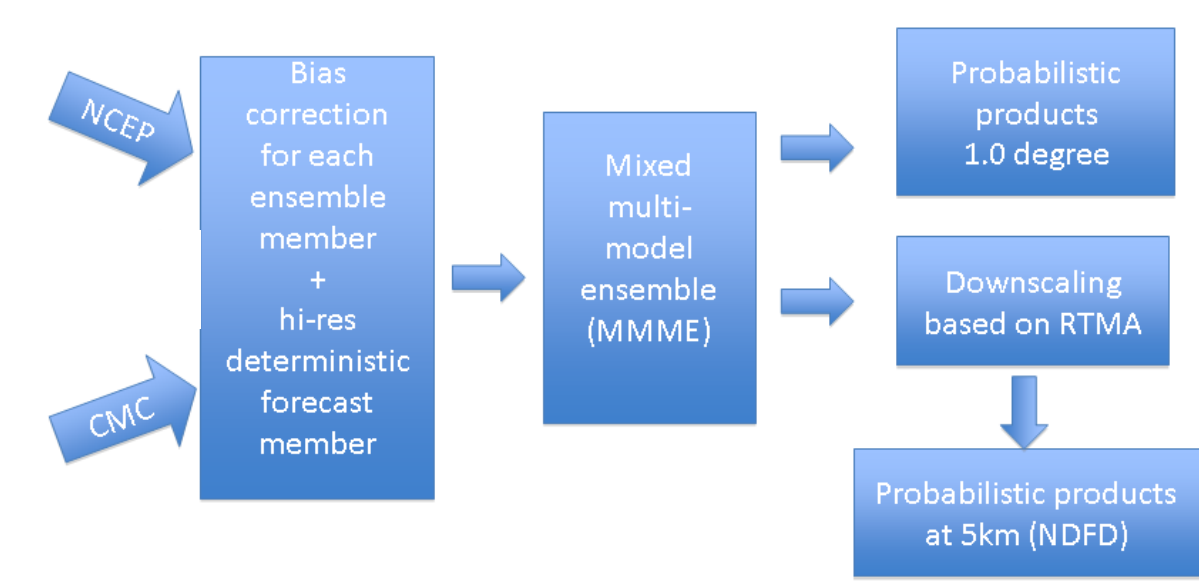 NCEP
CMC
Bias
correction
for each
ensemble
member
+
hi-res
deterministic
forecast
member
Mixed
multi-
model
ensemble
(MMME)
Probabilistic
products
1.0 degree
Downscaling
based on RTMA
Probabilistic products
at 5km (NDFD)